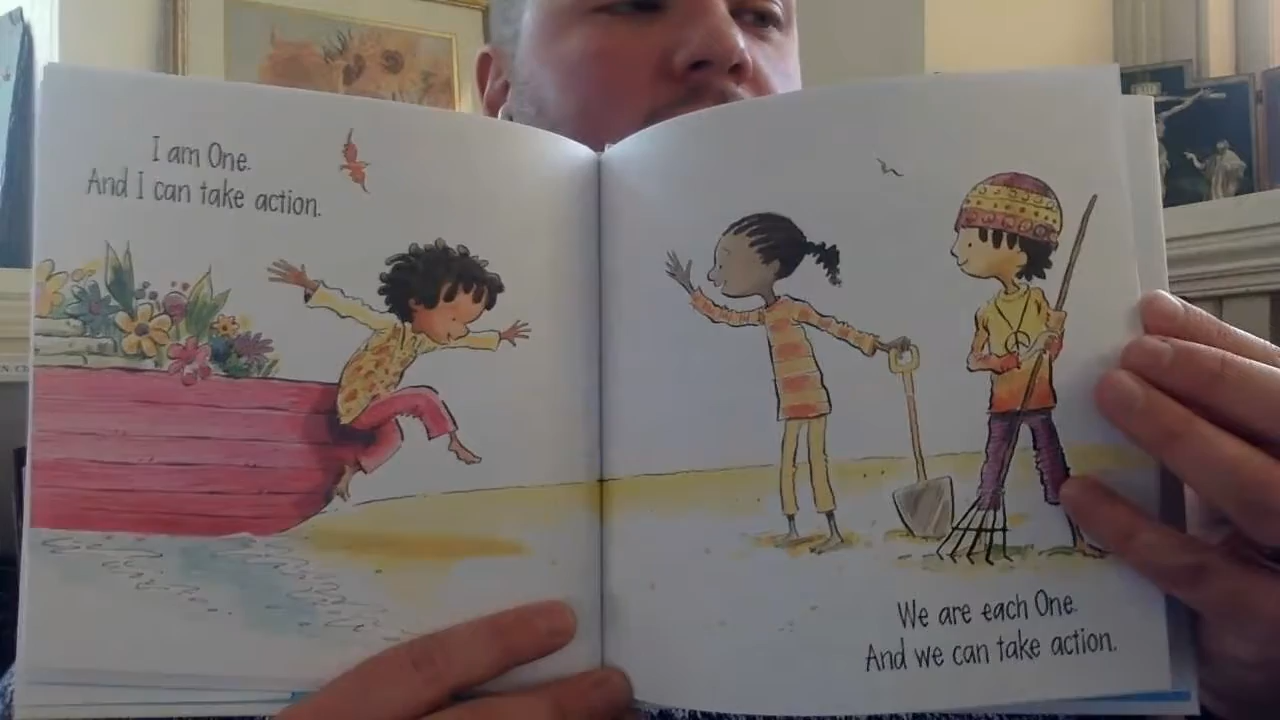 I am One.
And I can take action.
We are each One.
And we can take action.